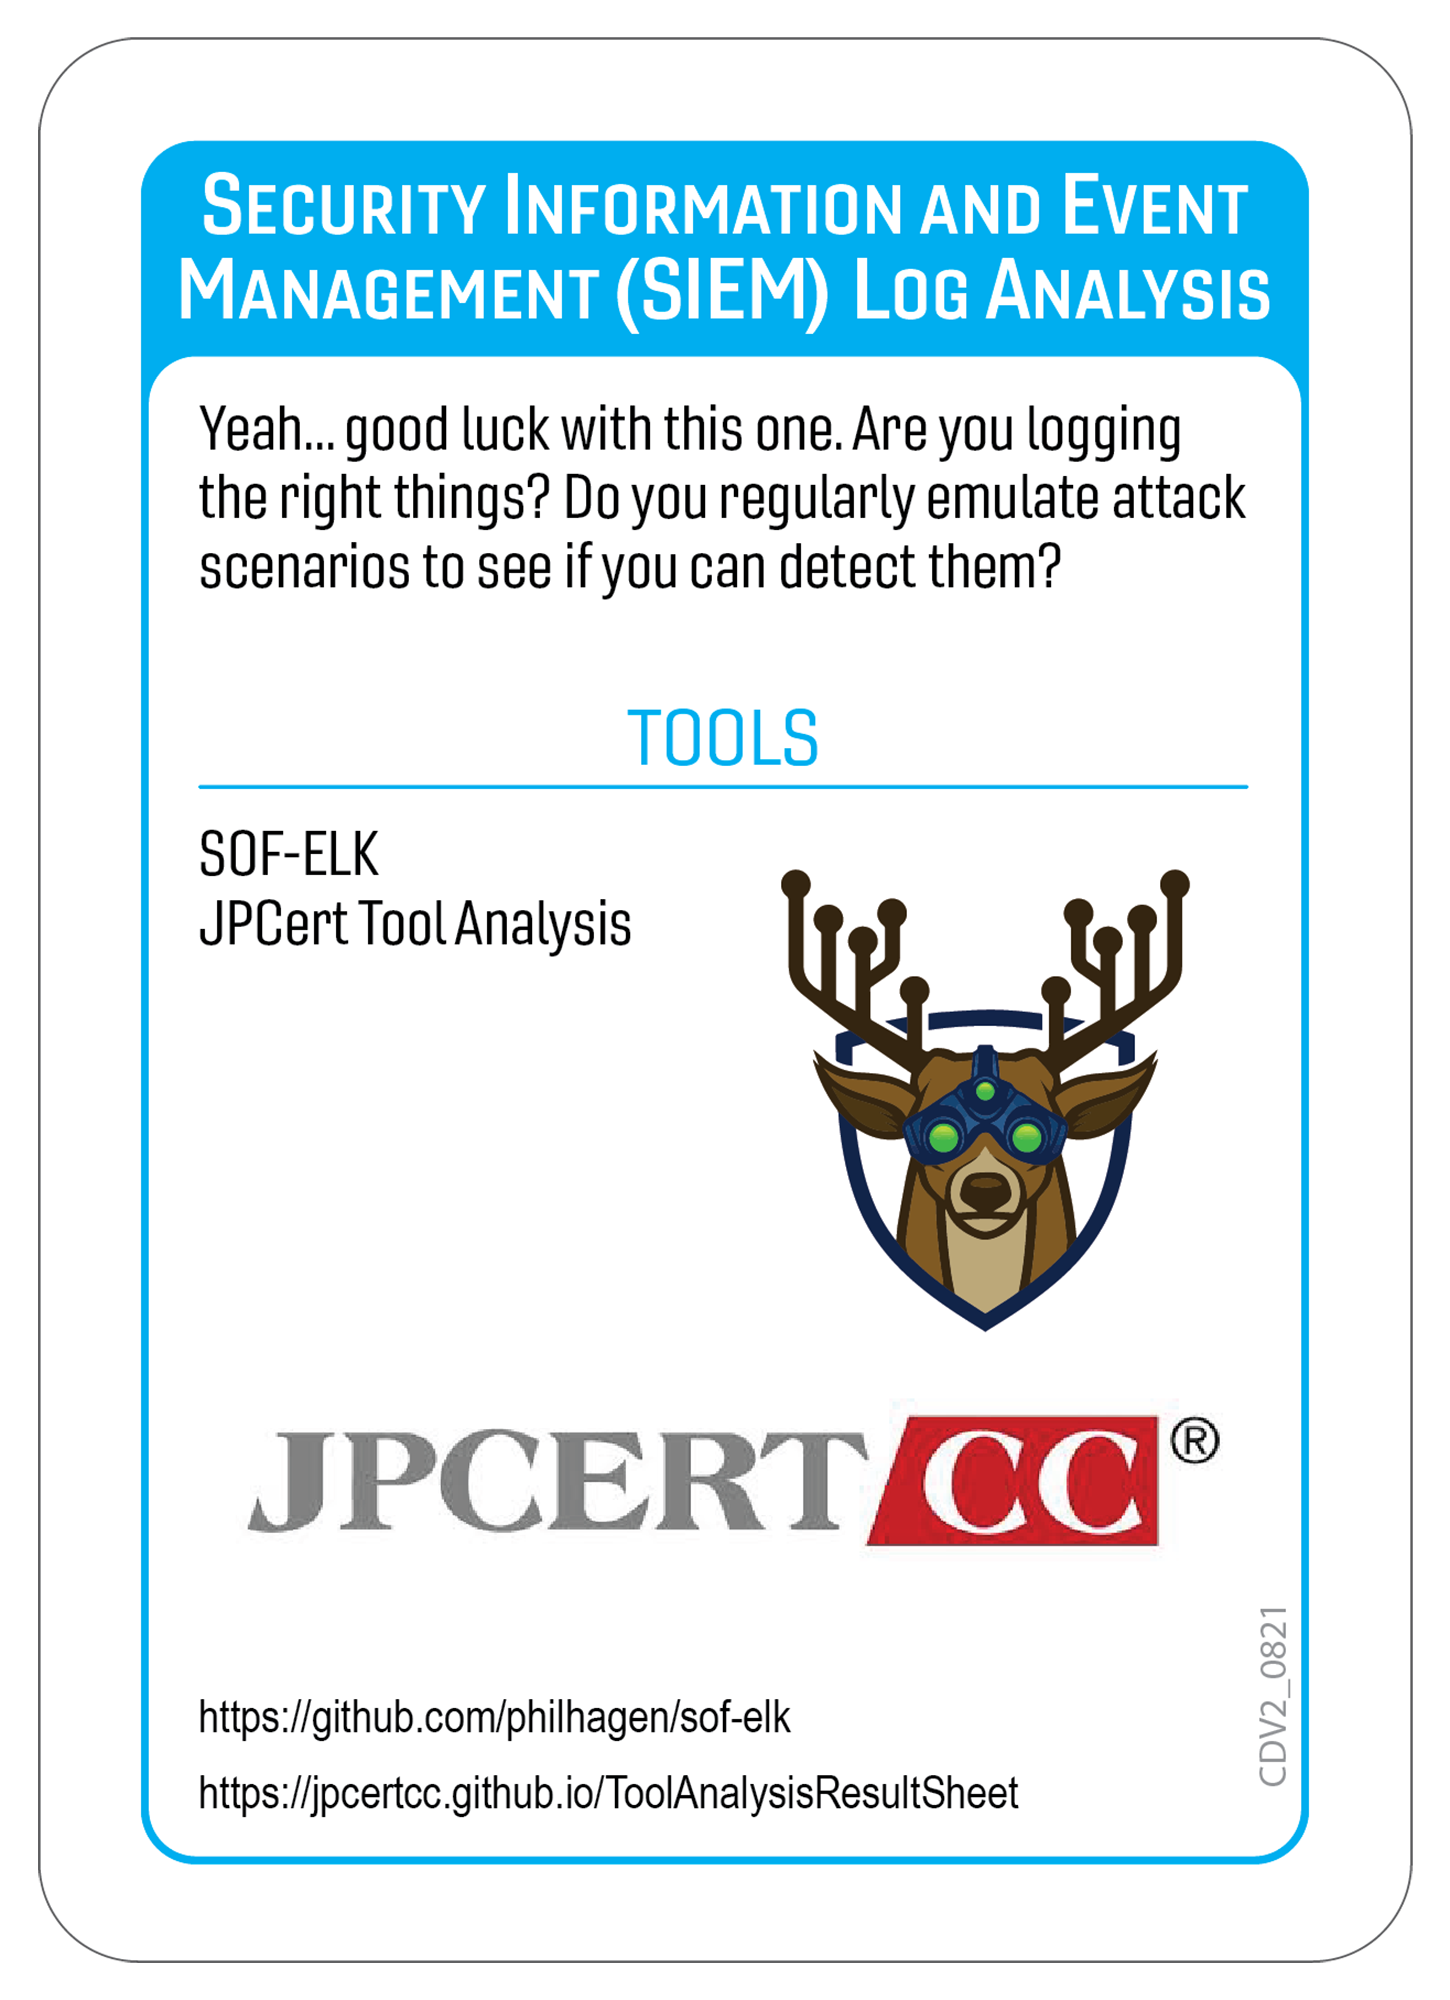 Security Information and Event
Management (SIEM) Log Analysis
Yeah... good luck with this one. Are you logging
the right things? Do you regularly emulate attack
scenarios to see if you can detect them?
TOOLS
SOF-ELK
JPCert Tool Analysis
JPCERT CC®
https://github.com/philhagen/sof-elk
https://jpcertcc.github.io/ToolAnalysisResultSheet
CDV2_0821